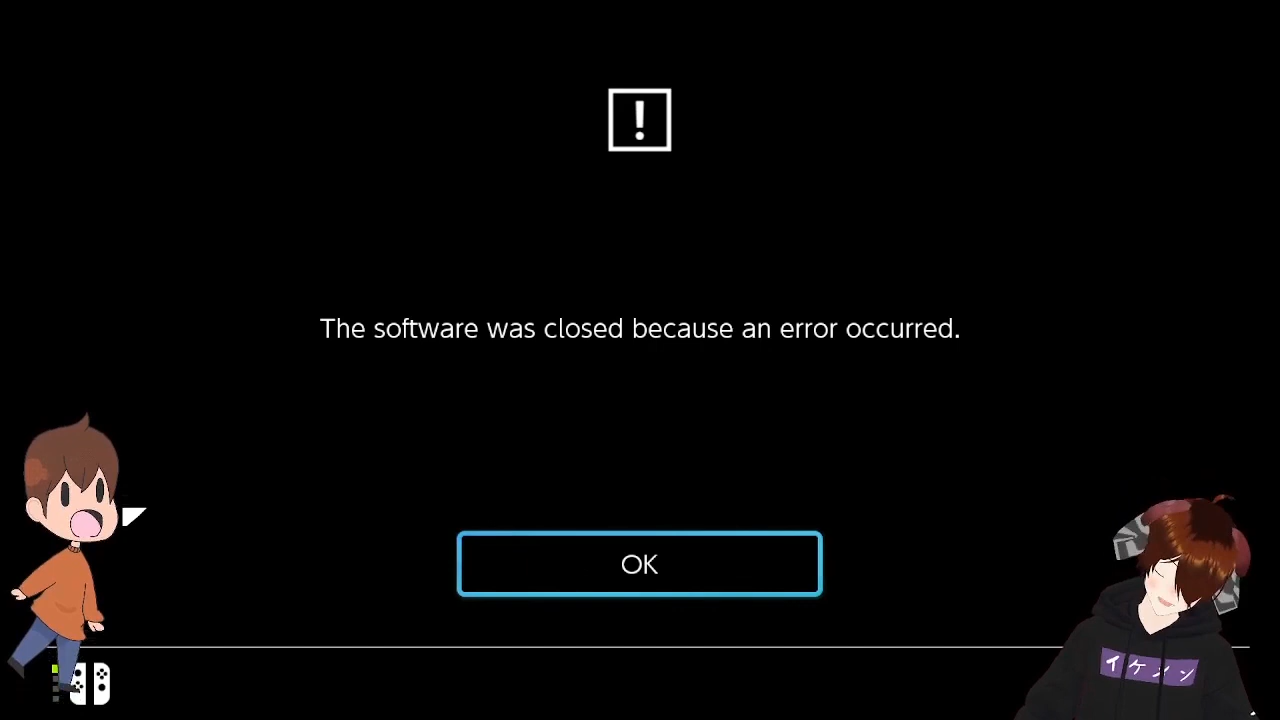 The software was closed because an error occurred.
OK
イケメン